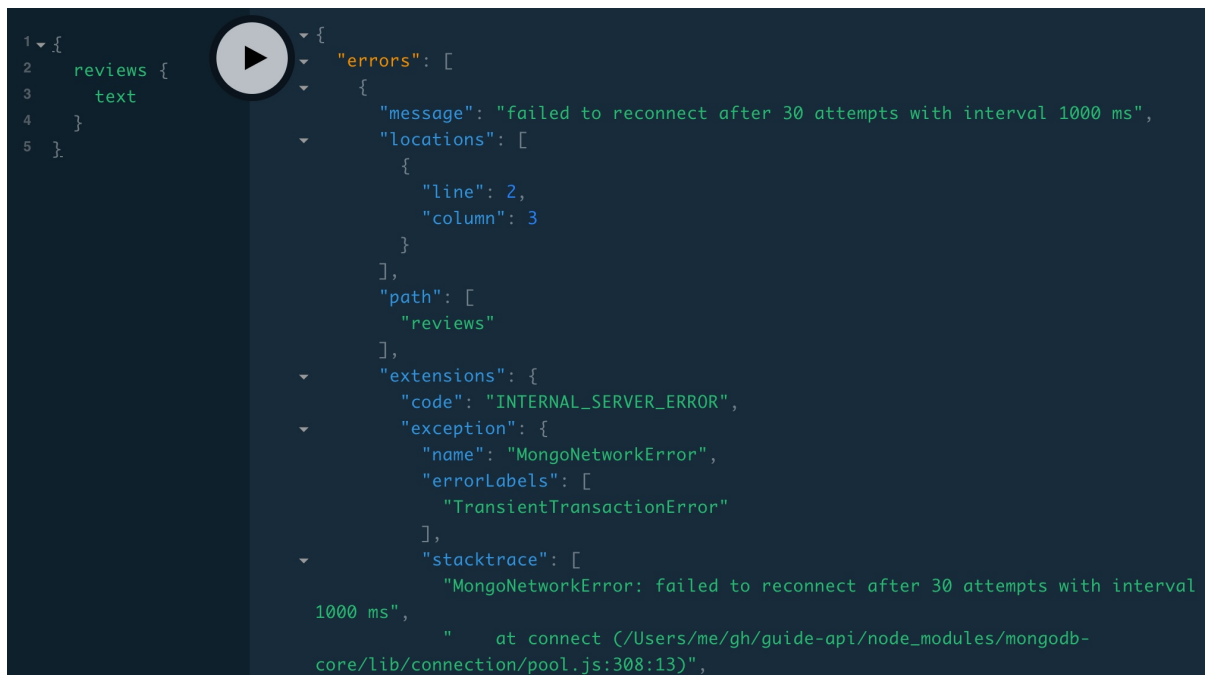 1 {
2 reviews {
3 text
4 }
5 }
{
"errors": [
{
"message": "failed to reconnect after 30 attempts with interval 1000 ms",
"locations": [
{
"line": 2,
"column": 3
}
],
"path": [
"reviews"
],
"extensions": {
"code": "INTERNAL_SERVER_ERROR",
"exception": {
"name": "MongoNetworkError",
"errorLabels": [
"TransientTransactionError"
],
"stacktrace": [
"MongoNetworkError: failed to reconnect after 30 attempts with interval
1000 ms",
"    at connect (/Users/me/gh/guide-api/node_modules/mongodb-
core/lib/connection/pool.js:308:13)",